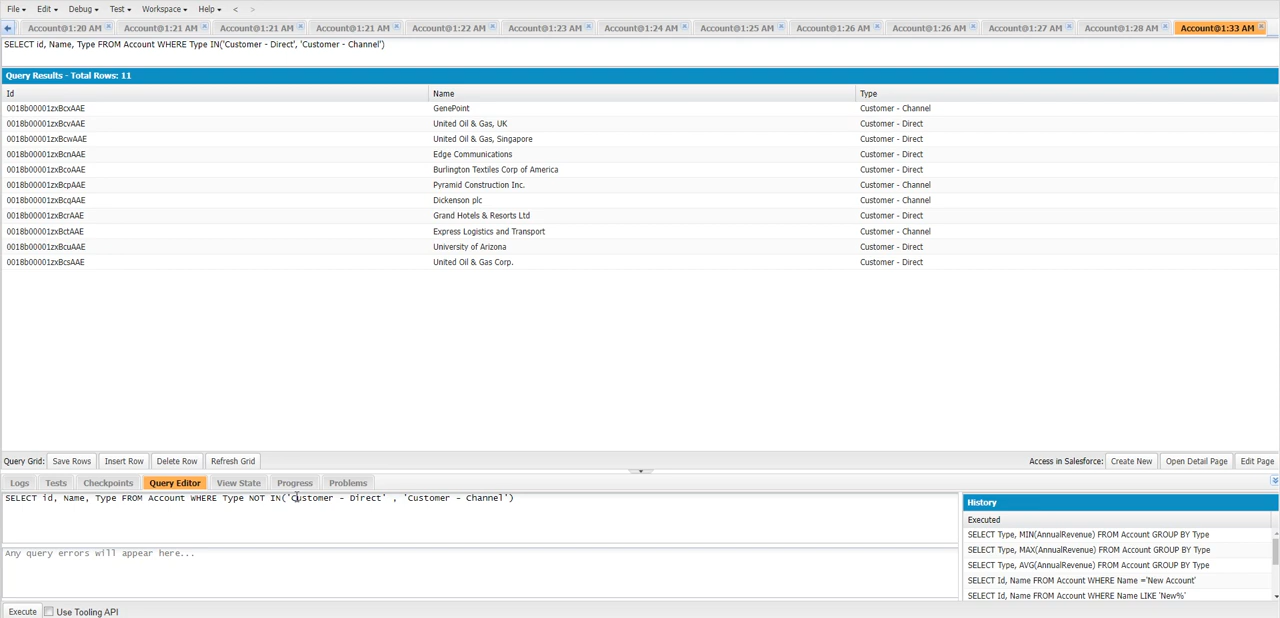 File Edit Debug Test Workspace Help < >
Account@1:20 AM Account@1:21 AM Account@1:21 AM Account@1:21 AM Account@1:22 AM Account@1:23 AM Account@1:24 AM Account@1:25 AM Account@1:26 AM Account@1:26 AM Account@1:27 AM Account@1:28 AM Account@1:33 AM
SELECT id, Name, Type FROM Account WHERE Type IN('Customer - Direct', 'Customer - Channel')
Query Results - Total Rows: 11
Id Name Type
0018b00001zxBcxAAE GenePoint Customer - Channel
0018b00001zxBcvAAE United Oil & Gas, UK Customer - Direct
0018b00001zxBcwAAE United Oil & Gas, Singapore Customer - Direct
0018b00001zxBcnAAE Edge Communications Customer - Direct
0018b00001zxBcoAAE Burlington Textiles Corp of America Customer - Direct
0018b00001zxBcpAAE Pyramid Construction Inc. Customer - Channel
0018b00001zxBcqAAE Dickenson plc Customer - Channel
0018b00001zxBcrAAE Grand Hotels & Resorts Ltd Customer - Direct
0018b00001zxBctAAE Express Logistics and Transport Customer - Channel
0018b00001zxBcuAAE University of Arizona Customer - Direct
0018b00001zxBcsAAE United Oil & Gas Corp. Customer - Direct
Query Grid: Save Rows Insert Row Delete Row Refresh Grid Access in Salesforce: Create New Open Detail Page Edit Page
Logs Tests Checkpoints Query Editor View State Progress Problems
SELECT id, Name, Type FROM Account WHERE Type NOT IN('Customer - Direct' , 'Customer - Channel')
Any query errors will appear here...
History
Executed
SELECT Type, MIN(AnnualRevenue) FROM Account GROUP BY Type
SELECT Type, MAX(AnnualRevenue) FROM Account GROUP BY Type
SELECT Type, AVG(AnnualRevenue) FROM Account GROUP BY Type
SELECT Id, Name FROM Account WHERE Name ='New Account'
SELECT Id, Name FROM Account WHERE Name LIKE 'New%'
Execute Use Tooling API